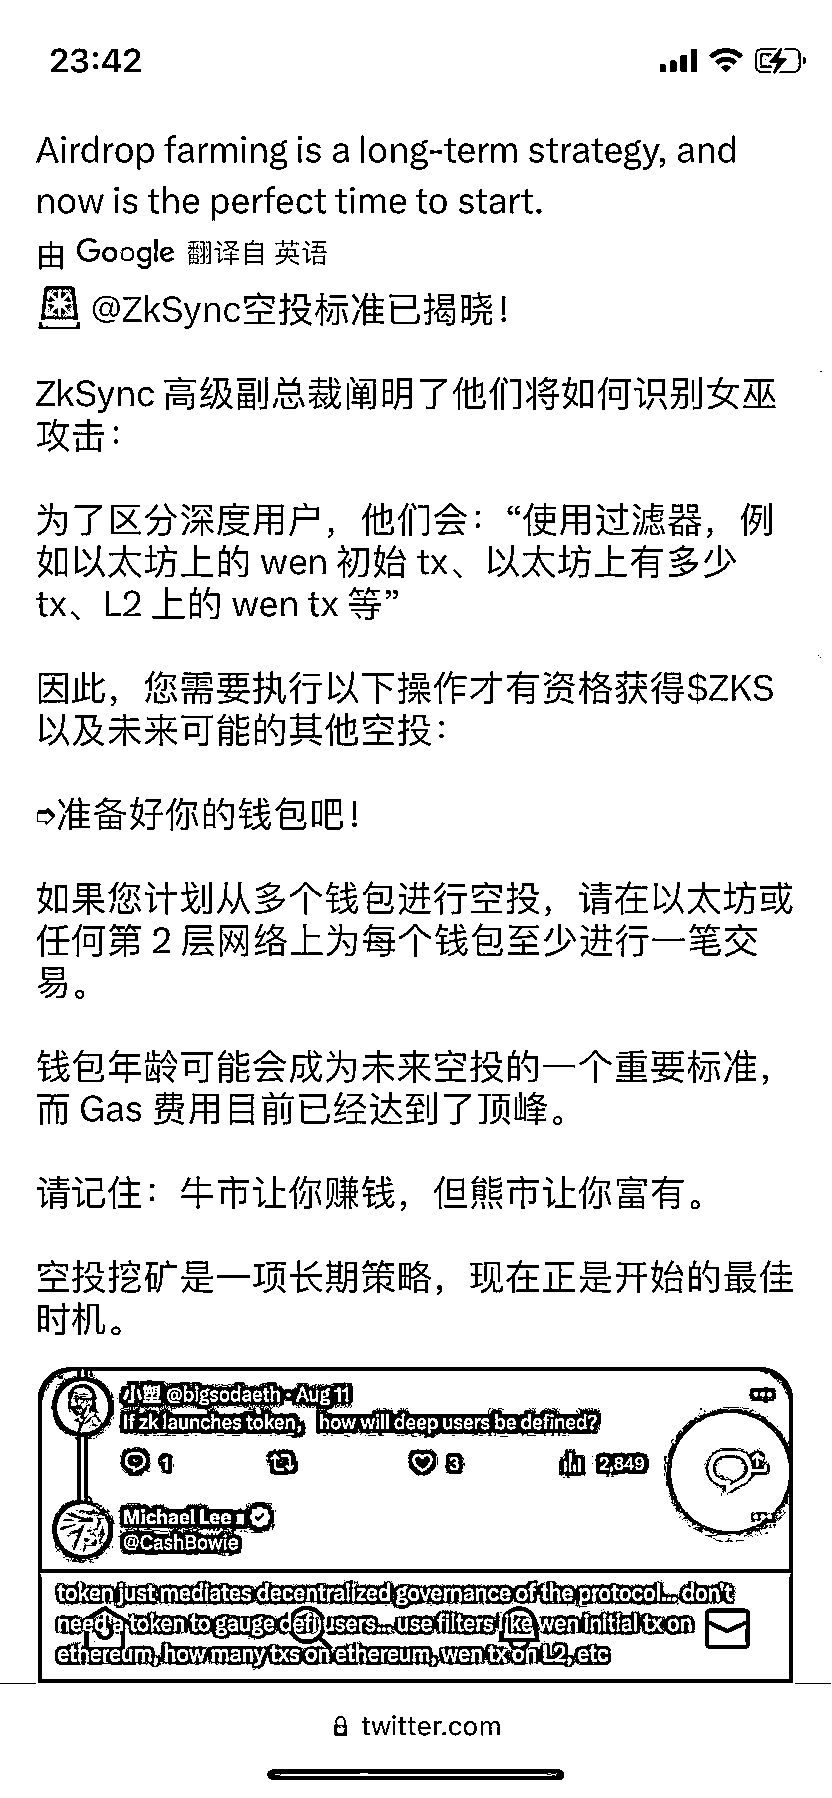 23:42
Airdrop farming is a long-term strategy, and
now is the perfect time to start.
由 Google 翻译自 英语
@ZkSync空投标准已揭晓！
ZkSync 高级副总裁阐明了他们将如何识别女巫
攻击：
为了区分深度用户，他们会：“使用过滤器，例
如以太坊上的 wen 初始 tx、以太坊上有多少
tx、L2 上的 wen tx 等”
因此，您需要执行以下操作才有资格获得$ZKS
以及未来可能的其他空投：
➩准备好你的钱包吧！
如果您计划从多个钱包进行空投，请在以太坊或
任何第 2 层网络上为每个钱包至少进行一笔交
易。
钱包年龄可能会成为未来空投的一个重要标准，
而 Gas 费用目前已经达到了顶峰。
请记住：牛市让你赚钱，但熊市让你富有。
空投挖矿是一项长期策略，现在正是开始的最佳
时机。
小塑 @bigsodaeth · Aug 11
If zk launches token， how will deep users be defined?
1 3 2,849
Michael Lee
@CashBowie
token just mediates decentralized governance of the protocol... don't
need a token to gauge defi users... use filters like wen initial tx on
ethereum, how many txs on ethereum, wen tx on L2, etc
twitter.com